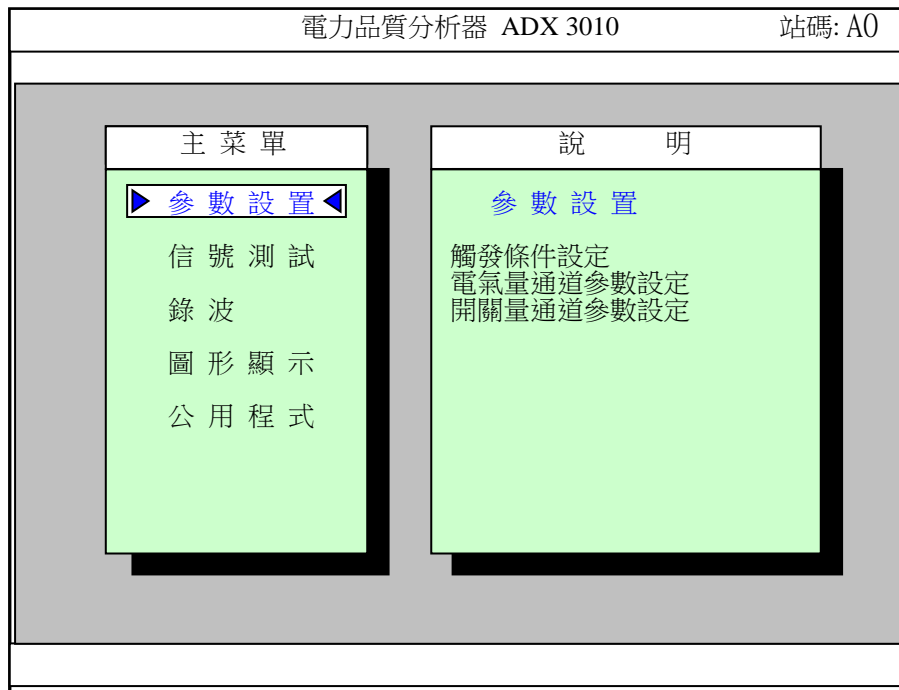 電力品質分析器 ADX 3010 站碼: A0
主菜單
參數設置
信號測試
錄波
圖形顯示
公用程式
說 明
參數設置
觸發條件設定
電氣量通道參數設定
開關量通道參數設定